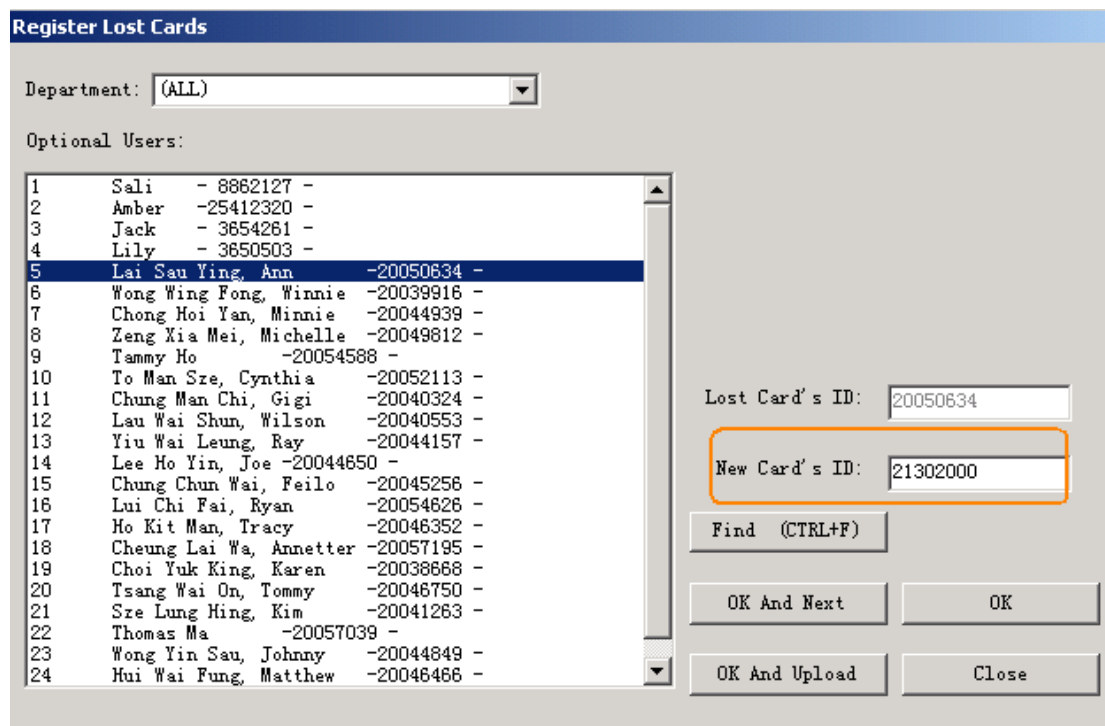 Register Lost Cards
Department: (ALL)
Optional Users:
1 Sali - 8862127 -
2 Amber -25412320 -
3 Jack - 3654261 -
4 Lily - 3650503 -
5 Lai Sau Ying, Ann -20050634 -
6 Wong Wing Fong, Winnie -20039916 -
7 Chong Hoi Yan, Minnie -20044939 -
8 Zeng Xia Mei, Michelle -20049812 -
9 Tammy Ho -20054588 -
10 To Man Sze, Cynthia -20052113 -
11 Chung Man Chi, Gigi -20040324 -
12 Lau Wai Shun, Wilson -20040553 -
13 Yiu Wai Leung, Ray -20044157 -
14 Lee Ho Yin, Joe -20044650 -
15 Chung Chun Wai, Feilo -20045256 -
16 Lui Chi Fai, Ryan -20054626 -
17 Ho Kit Man, Tracy -20046352 -
18 Cheung Lai Wa, Annetter -20057195 -
19 Choi Yuk King, Karen -20038668 -
20 Tsang Wai On, Tommy -20046750 -
21 Sze Lung Hing, Kim -20041263 -
22 Thomas Ma -20057039 -
23 Wong Yin Sau, Johnny -20044849 -
24 Hui Wai Fung, Matthew -20046466 -
Lost Card's ID: 20050634
New Card's ID: 21302000
Find (CTRL+F)
OK And Next OK
OK And Upload Close